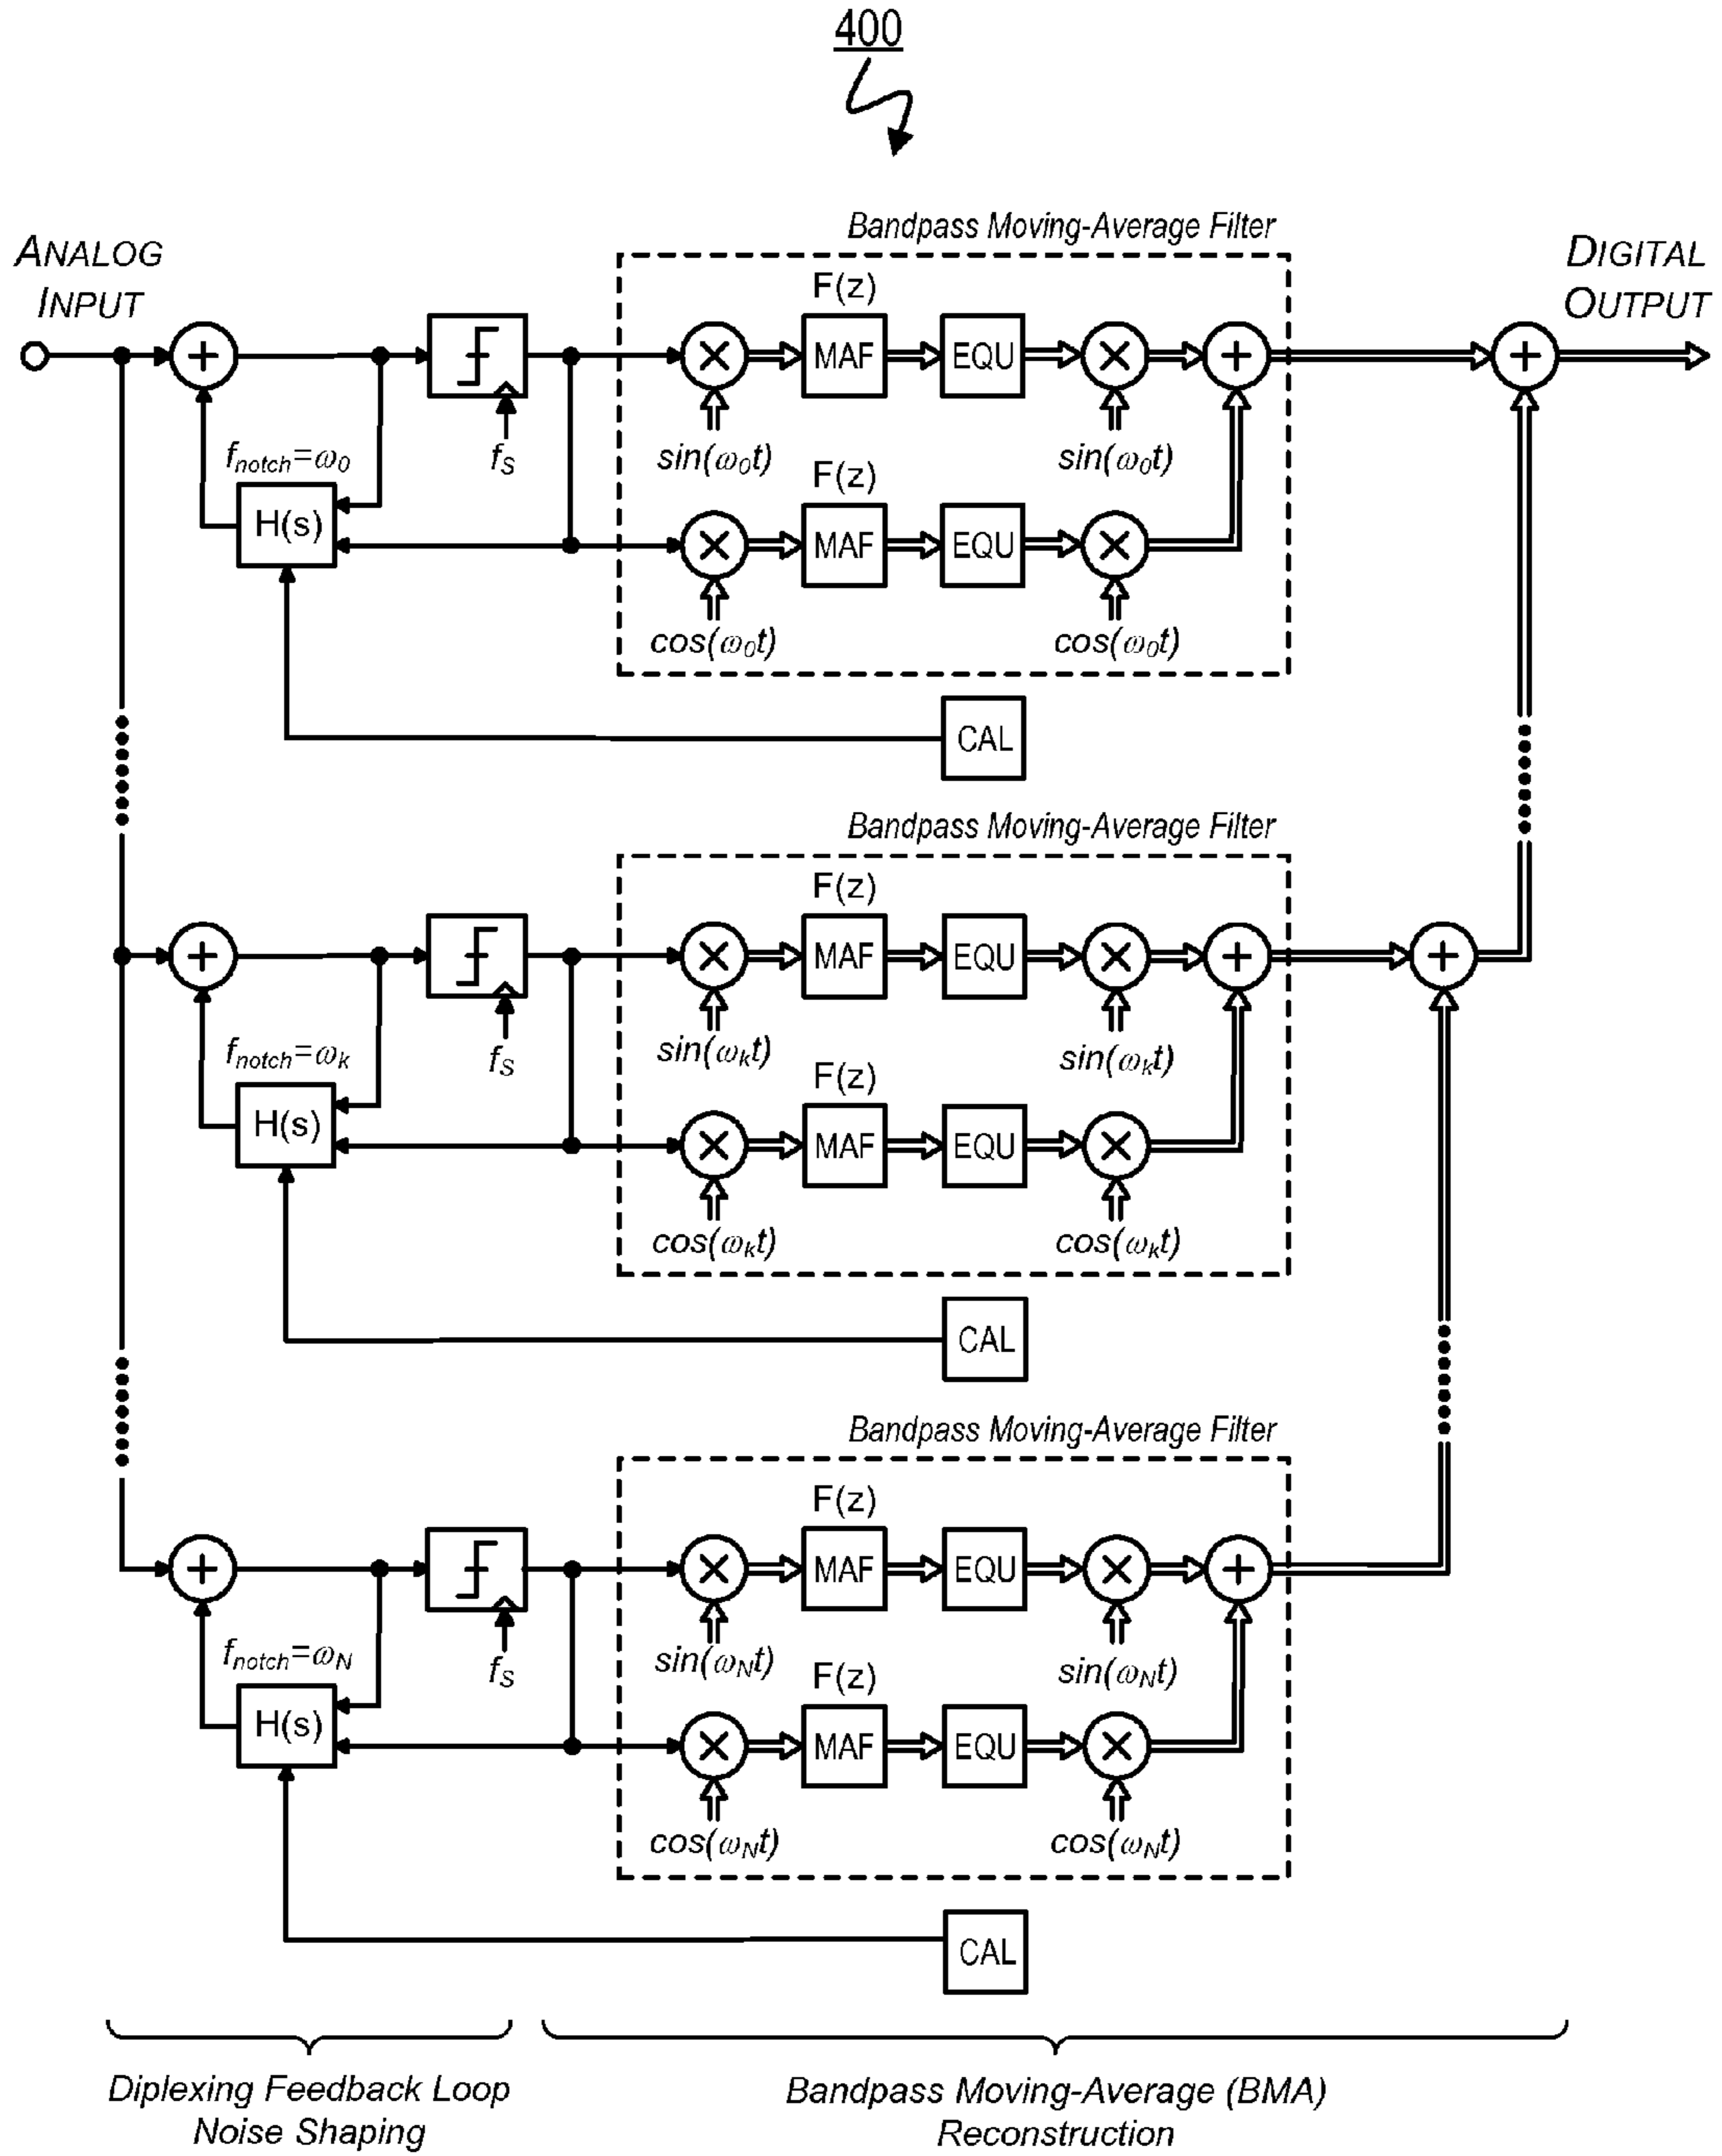 400
Bandpass Moving-Average Filter
ANALOG
INPUT
DIGITAL
OUTPUT
F(z)
+
×
MAF
EQU
×
+
+
fnotch=ω0
fS
sin(ω0t)
sin(ω0t)
F(z)
H(s)
×
MAF
EQU
×
cos(ω0t)
cos(ω0t)
CAL
Bandpass Moving-Average Filter
F(z)
+
×
MAF
EQU
×
+
+
fnotch=ωk
fS
sin(ωkt)
sin(ωkt)
F(z)
H(s)
×
MAF
EQU
×
cos(ωkt)
cos(ωkt)
CAL
Bandpass Moving-Average Filter
F(z)
+
×
MAF
EQU
×
+
fnotch=ωN
fS
sin(ωNt)
sin(ωNt)
F(z)
H(s)
×
MAF
EQU
×
cos(ωNt)
cos(ωNt)
CAL
Diplexing Feedback Loop
Noise Shaping
Bandpass Moving-Average (BMA)
Reconstruction